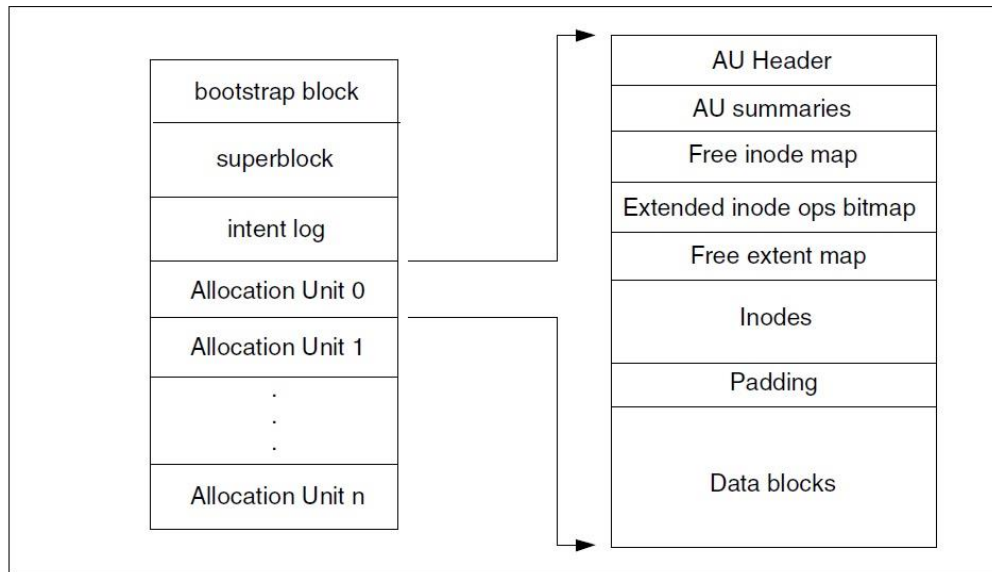 bootstrap block
superblock
intent log
Allocation Unit 0
Allocation Unit 1
.
.
.
Allocation Unit n
AU Header
AU summaries
Free inode map
Extended inode ops bitmap
Free extent map
Inodes
Padding
Data blocks